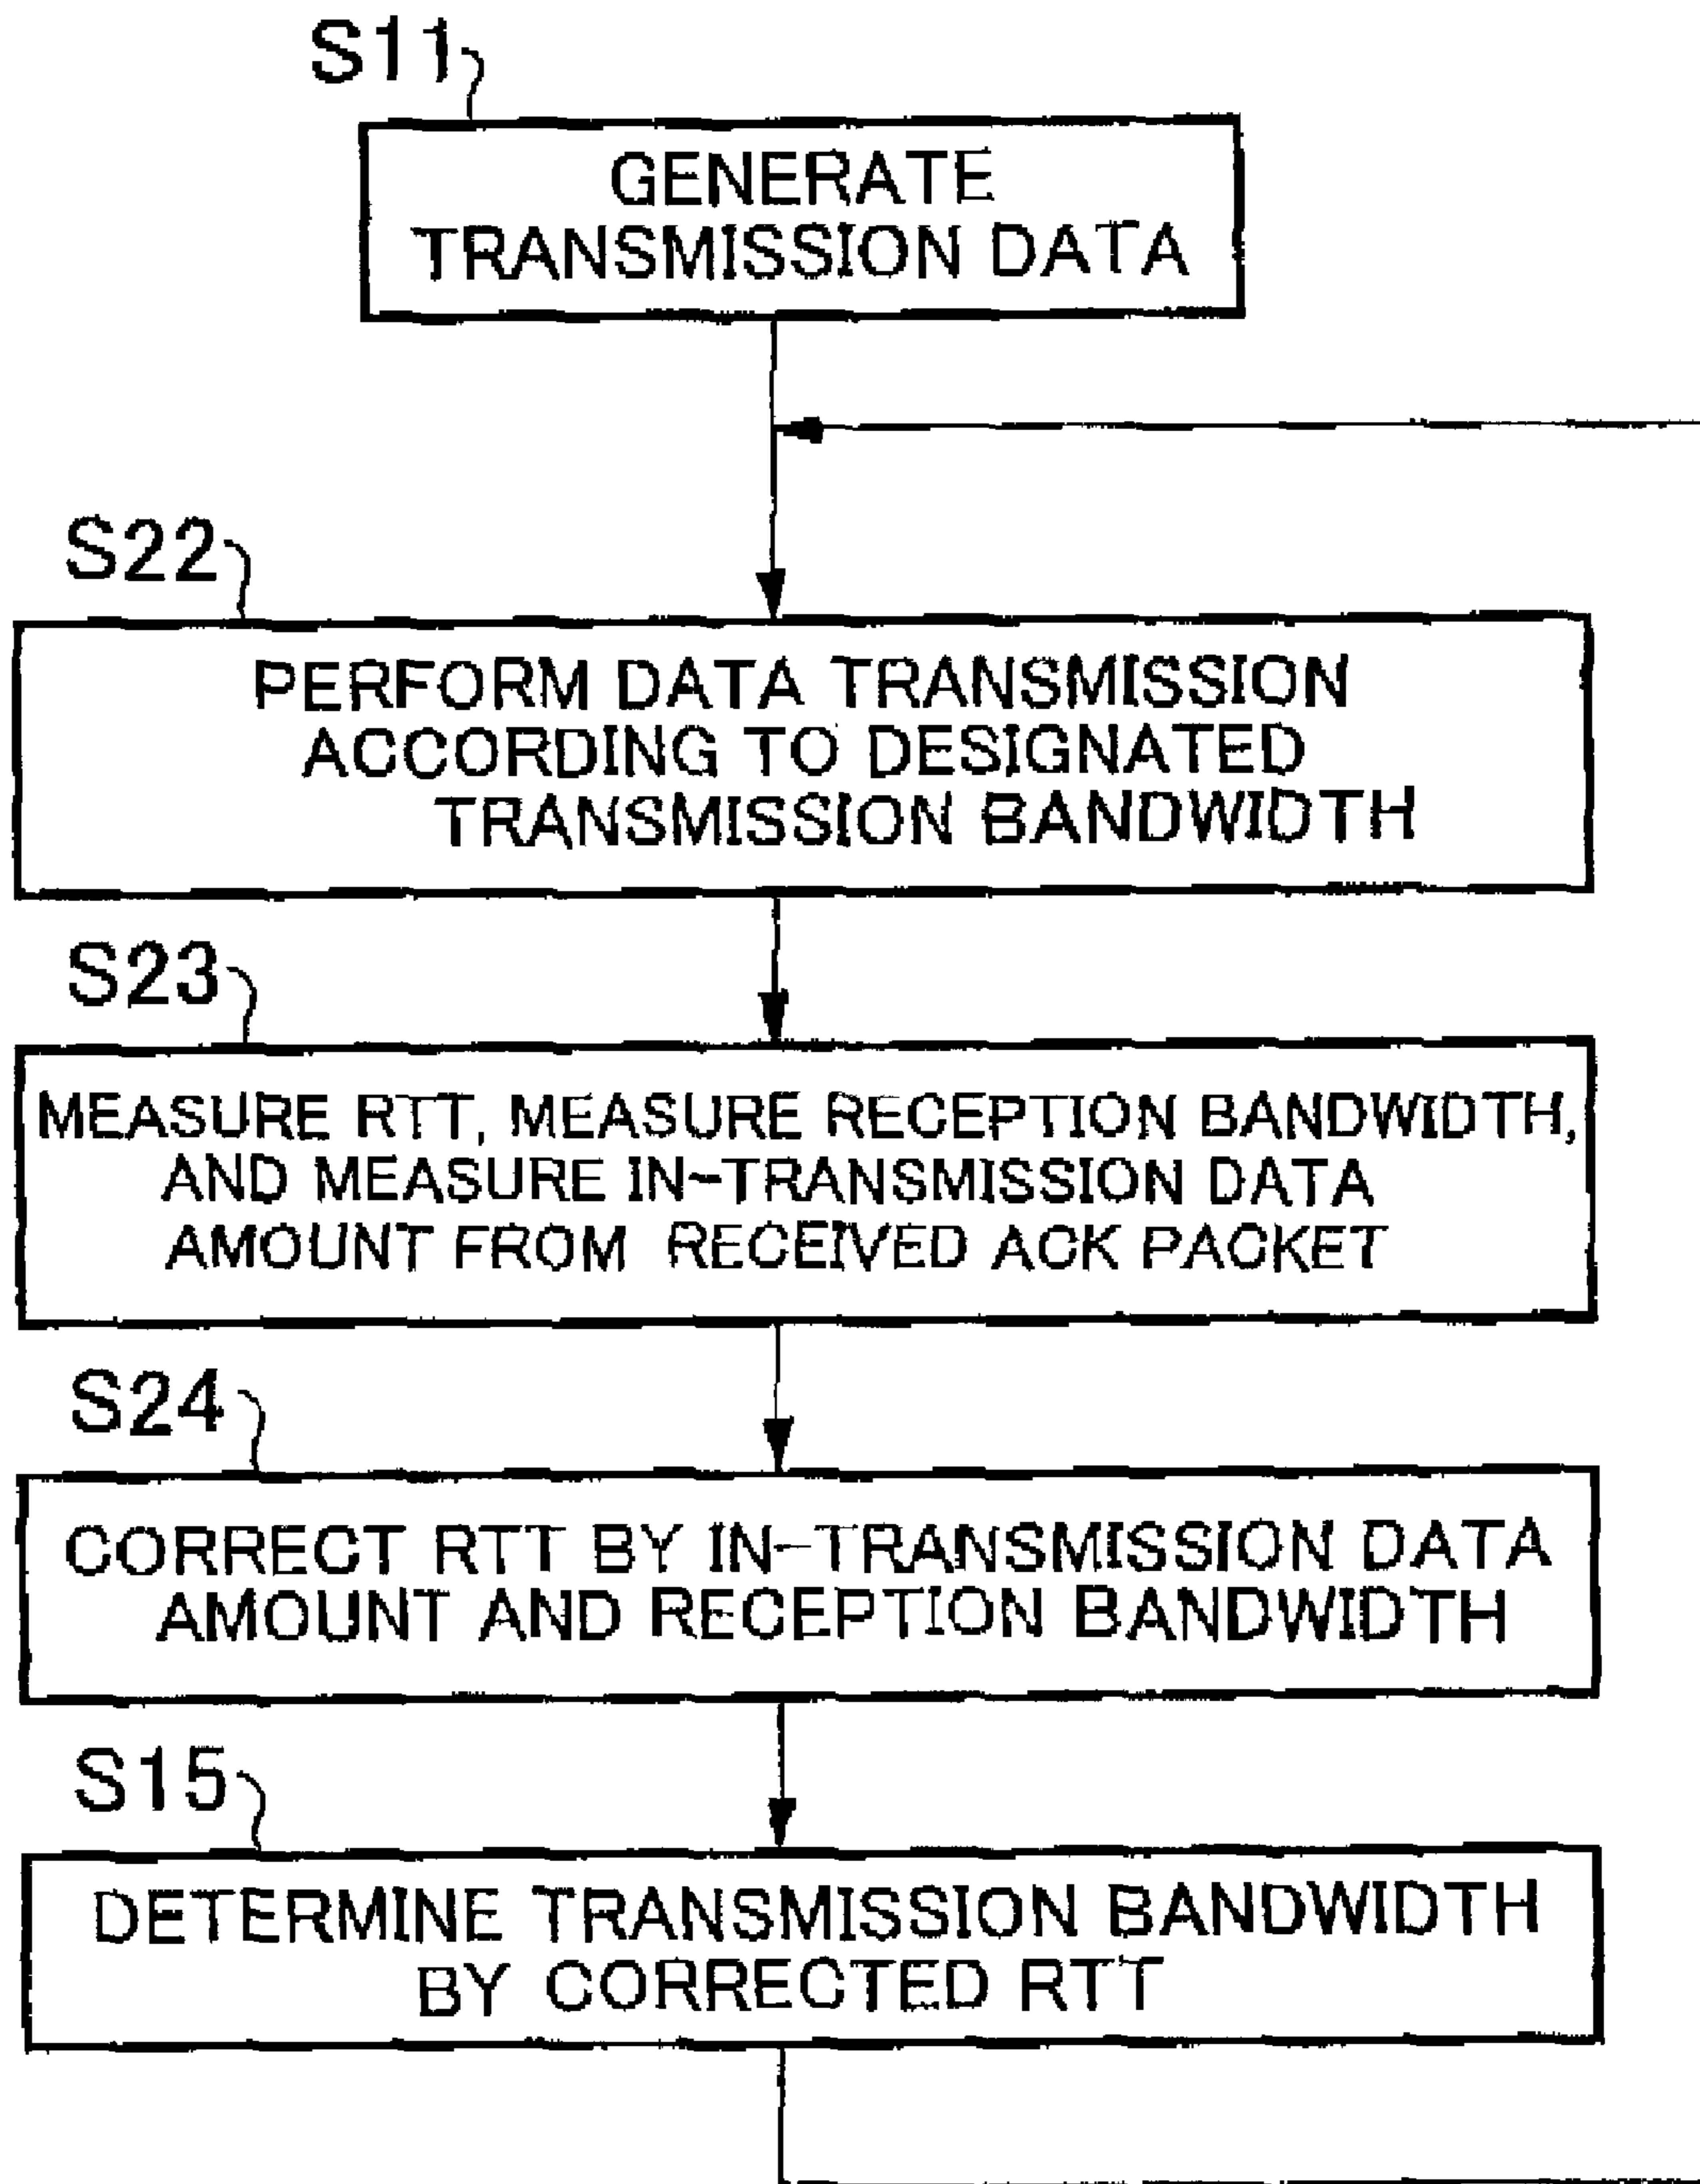 S11
GENERATE
TRANSMISSION DATA
S22
PERFORM DATA TRANSMISSION
ACCORDING TO DESIGNATED
TRANSMISSION BANDWIDTH
S23
MEASURE RTT, MEASURE RECEPTION BANDWIDTH,
AND MEASURE IN-TRANSMISSION DATA
AMOUNT FROM RECEIVED ACK PACKET
S24
CORRECT RTT BY IN-TRANSMISSION DATA
AMOUNT AND RECEPTION BANDWIDTH
S15
DETERMINE TRANSMISSION BANDWIDTH
BY CORRECTED RTT